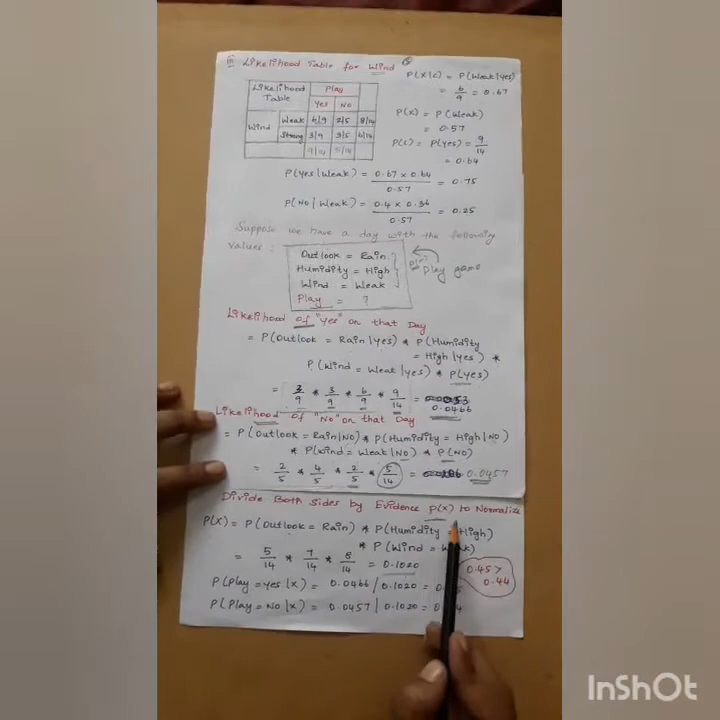 iii) Likelihood Table for Wind
Likelihood Table
Play
Yes No
Wind
Weak 6/9 2/5 8/14
Strong 3/9 3/5 6/14
9/14 5/14
P(X|C) = P(Weak|Yes)
= 6/9 = 0.67
P(X) = P(Weak)
= 0.57
P(C) = P(Yes) = 9/14
= 0.64
P(Yes|Weak) = 0.67 x 0.64 / 0.57 = 0.75
P(No|Weak) = 0.4 x 0.36 / 0.57 = 0.25
Suppose we have a day with the following
values :
Outlook = Rain
Humidity = High
Wind = Weak
Play = ?
Play game
Likelihood of "Yes" on that Day
= P(Outlook = Rain|Yes) * P(Humidity
= High|Yes) *
P(Wind = Weak|Yes) * P(Yes)
= 3/9 * 3/9 * 6/9 * 9/14 =
0.0466
Likelihood of "No" on that Day
= P(Outlook = Rain|No) * P(Humidity = High|No)
* P(Wind = Weak|No) * P(No)
= 2/5 * 4/5 * 2/5 * 5/14 = 0.0457
Divide Both Sides by Evidence P(X) to Normalize
P(X) = P(Outlook = Rain) * P(Humidity = High)
* P(Wind =
= 5/14 * 7/14 * 8/14 = 0.1020
P(Play = Yes|X) = 0.0466 / 0.1020 =
P(Play = No|X) = 0.0457 / 0.1020 =
0.45 >
0.44
InShOt